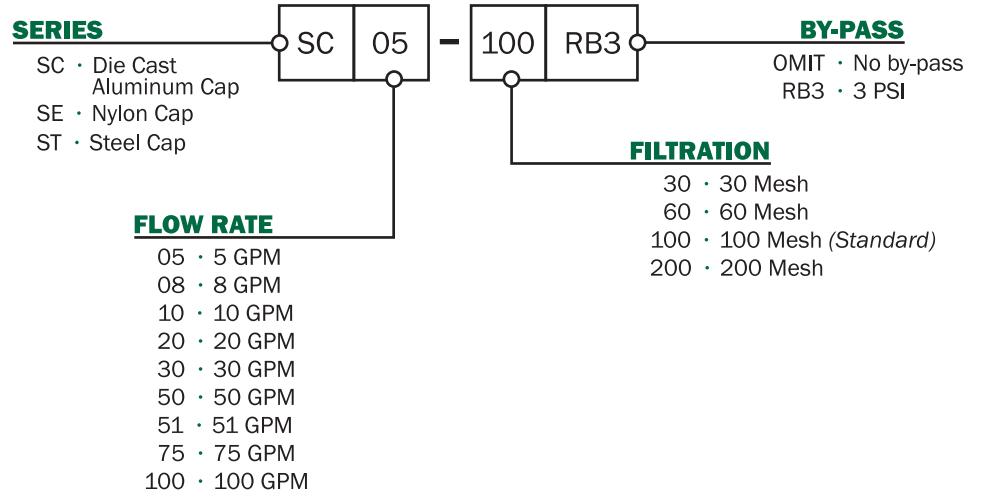 SC 05 - 100 RB3
SERIES
SC · Die Cast
Aluminum Cap
SE · Nylon Cap
ST · Steel Cap
FLOW RATE
05 · 5 GPM
08 · 8 GPM
10 · 10 GPM
20 · 20 GPM
30 · 30 GPM
50 · 50 GPM
51 · 51 GPM
75 · 75 GPM
100 · 100 GPM
BY-PASS
OMIT · No by-pass
RB3 · 3 PSI
FILTRATION
30 · 30 Mesh
60 · 60 Mesh
100 · 100 Mesh (Standard)
200 · 200 Mesh